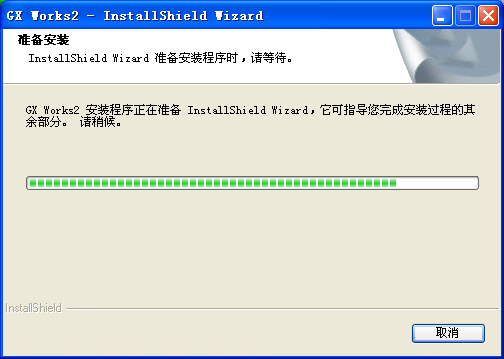 GX Works2 - InstallShield Wizard
准备安装
InstallShield Wizard 准备安装程序时，请等待。
GX Works2 安装程序正在准备 InstallShield Wizard，它可指导您完成安装过程的其
余部分。 请稍候。
InstallShield
取消